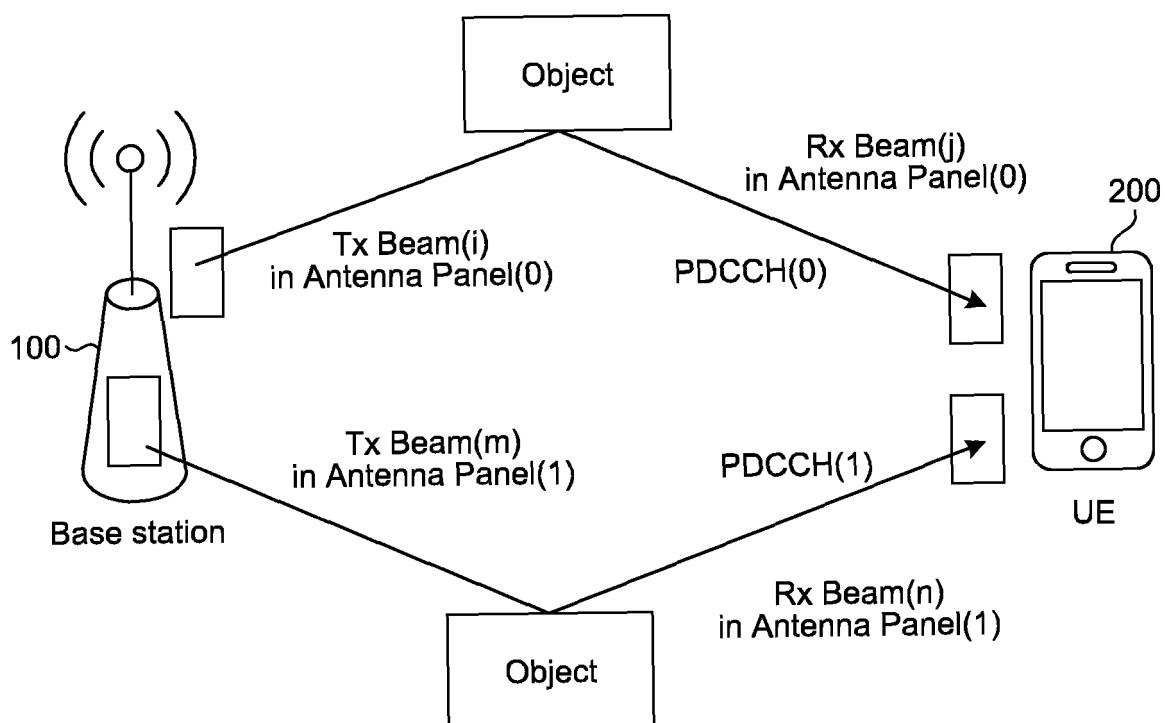 Object
Rx Beam(j)
in Antenna Panel(0)
200
Tx Beam(i)
in Antenna Panel(0)
PDCCH(0)
100
Tx Beam(m)
in Antenna Panel(1)
PDCCH(1)
UE
Base station
Rx Beam(n)
in Antenna Panel(1)
Object